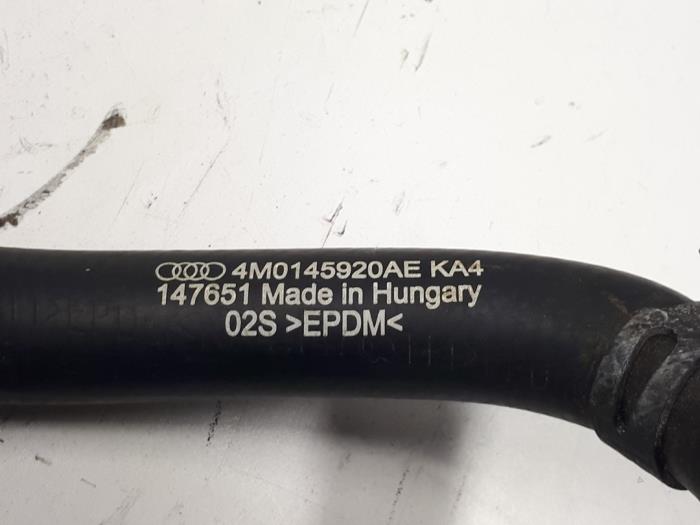 4M0145920AE KA4
147651 Made in Hungary
02S >EPDM<